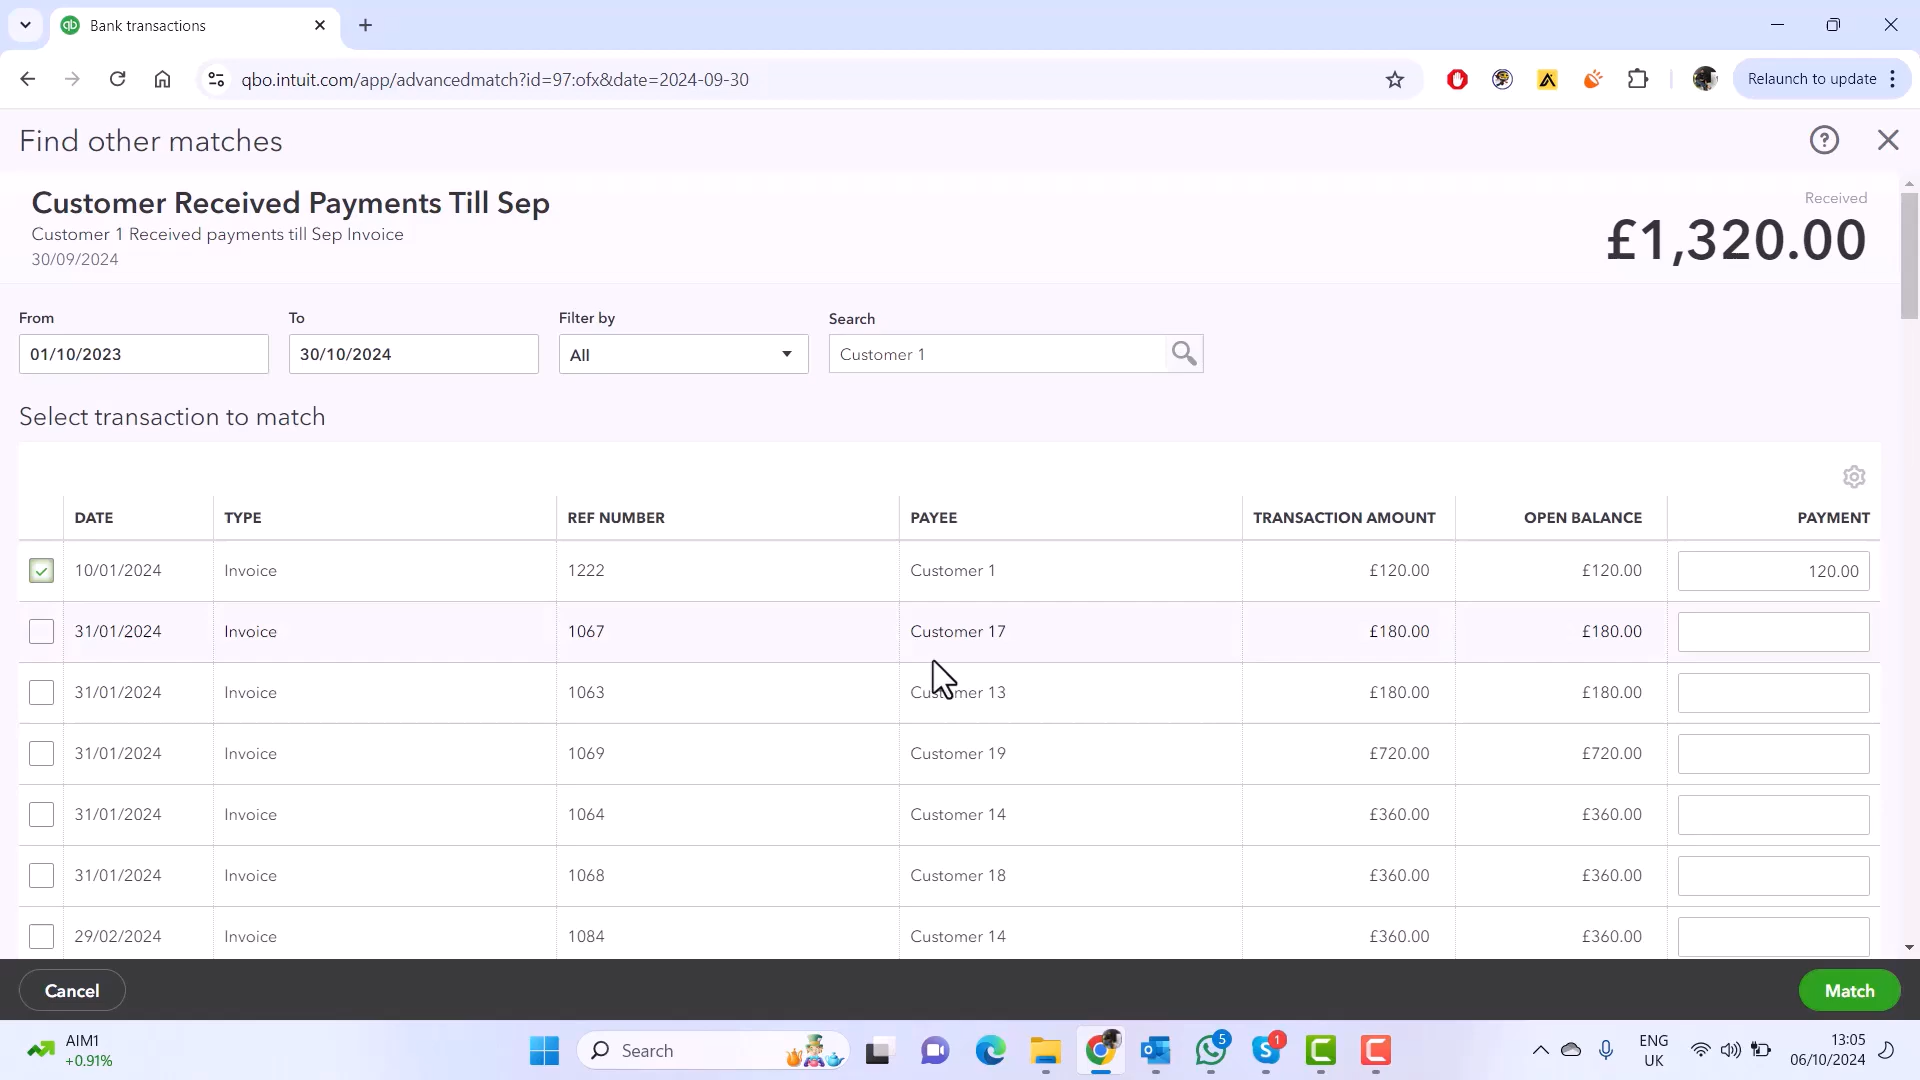 Bank transactions
qbo.intuit.com/app/advancedmatch?id=97:ofx&date=2024-09-30
Relaunch to update
Find other matches
Customer Received Payments Till Sep
Customer 1 Received payments till Sep Invoice
30/09/2024
Received
£1,320.00
From To Filter by Search
01/10/2023 30/10/2024 All Customer 1
Select transaction to match
DATE TYPE REF NUMBER PAYEE TRANSACTION AMOUNT OPEN BALANCE PAYMENT
10/01/2024 Invoice 1222 Customer 1 £120.00 £120.00 120.00
31/01/2024 Invoice 1067 Customer 17 £180.00 £180.00
31/01/2024 Invoice 1063 Customer 13 £180.00 £180.00
31/01/2024 Invoice 1069 Customer 19 £720.00 £720.00
31/01/2024 Invoice 1064 Customer 14 £360.00 £360.00
31/01/2024 Invoice 1068 Customer 18 £360.00 £360.00
29/02/2024 Invoice 1084 Customer 14 £360.00 £360.00
Cancel Match
AIM1
+0.91%
Search
5
1
ENG
UK
13:05
06/10/2024